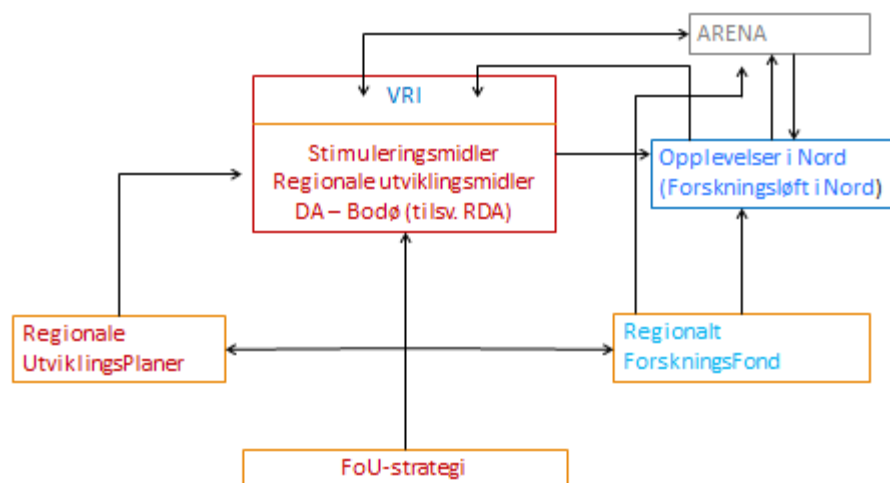 ARENA
VRI
Stimuleringsmidler
Regionale utviklingsmidler
DA – Bodø (tilsv. RDA)
Opplevelser i Nord
(Forskningsløft i Nord)
Regionale
UtviklingsPlaner
Regionalt
ForskningsFond
FoU-strategi